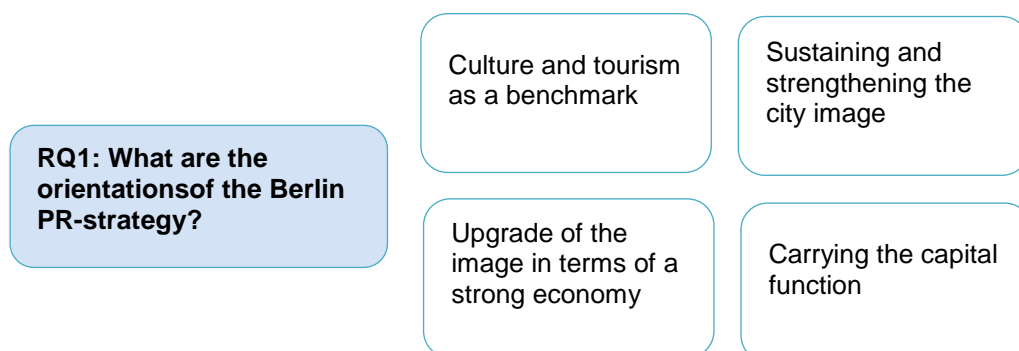 RQ1: What are the
orientationsof the Berlin
PR-strategy?
Culture and tourism
as a benchmark
Sustaining and
strengthening the
city image
Upgrade of the
image in terms of a
strong economy
Carrying the capital
function